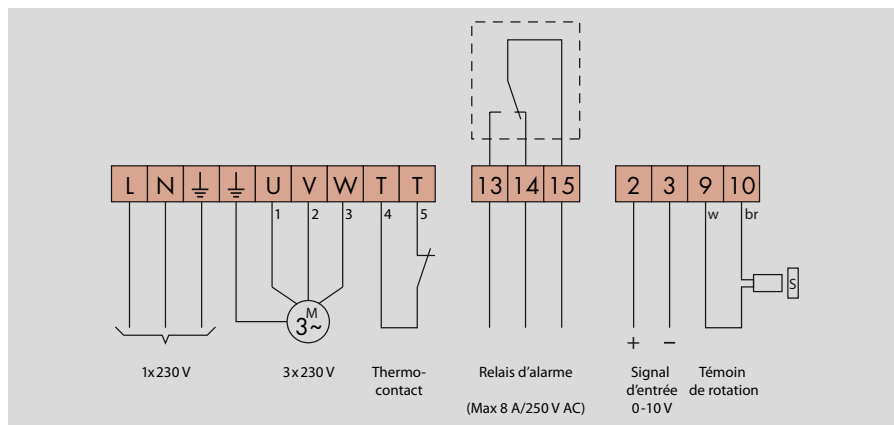 L N U V W T T 13 14 15 2 3 9 10
1 2 3 4 5 w br
S
M
3~
+ −
1x230 V 3x230 V Thermo- Relais d'alarme Signal Témoin
contact d'entrée de rotation
(Max 8 A/250 V AC) 0-10 V